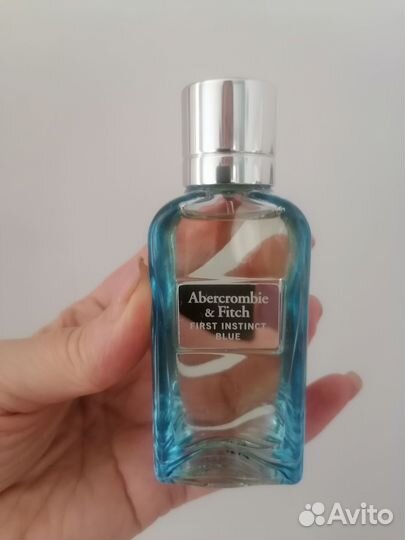 Abercrombie
& Fitch
FIRST INSTINCT
BLUE
Avito